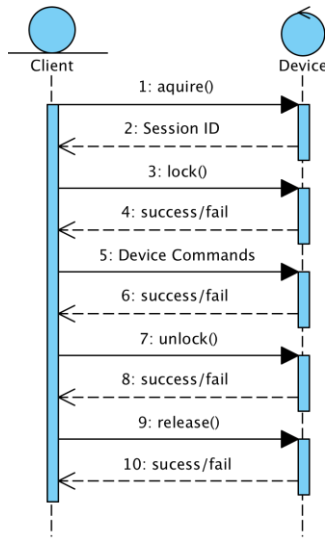 Client
Device
1: aquire()
2: Session ID
3: lock()
4: success/fail
5: Device Commands
6: success/fail
7: unlock()
8: success/fail
9: release()
10: sucess/fail